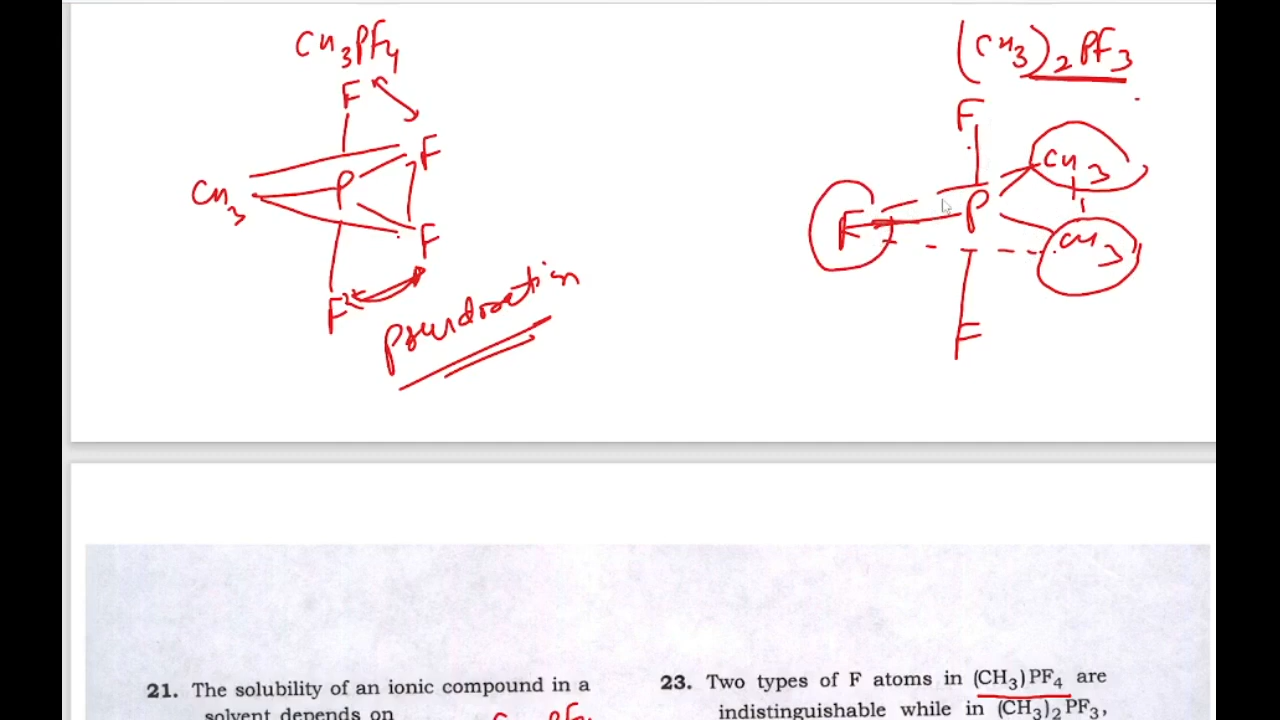 CH3PF4
F
F
CH3
P
F
F
pseudorotation
(CH3)2PF3
F
CH3
F
P
CH3
F
21. The solubility of an ionic compound in a
solvent depends on
PF5
23. Two types of F atoms in (CH3)PF4 are
indistinguishable while in (CH3)2PF3,